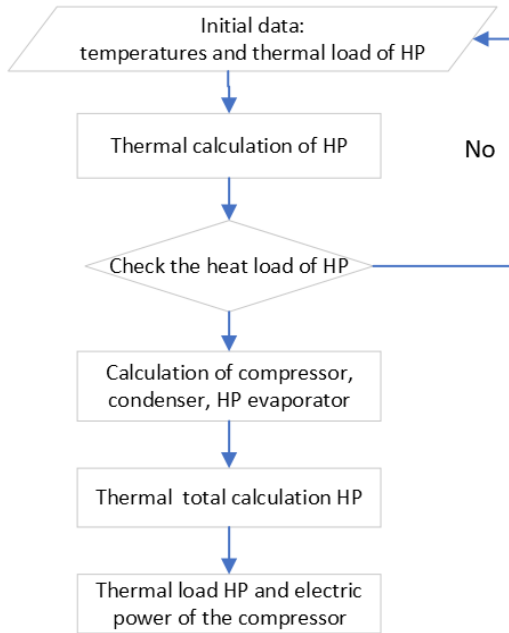 Initial data:
temperatures and thermal load of HP
Thermal calculation of HP
No
Check the heat load of HP
Calculation of compressor,
condenser, HP evaporator
Thermal total calculation HP
Thermal load HP and electric
power of the compressor